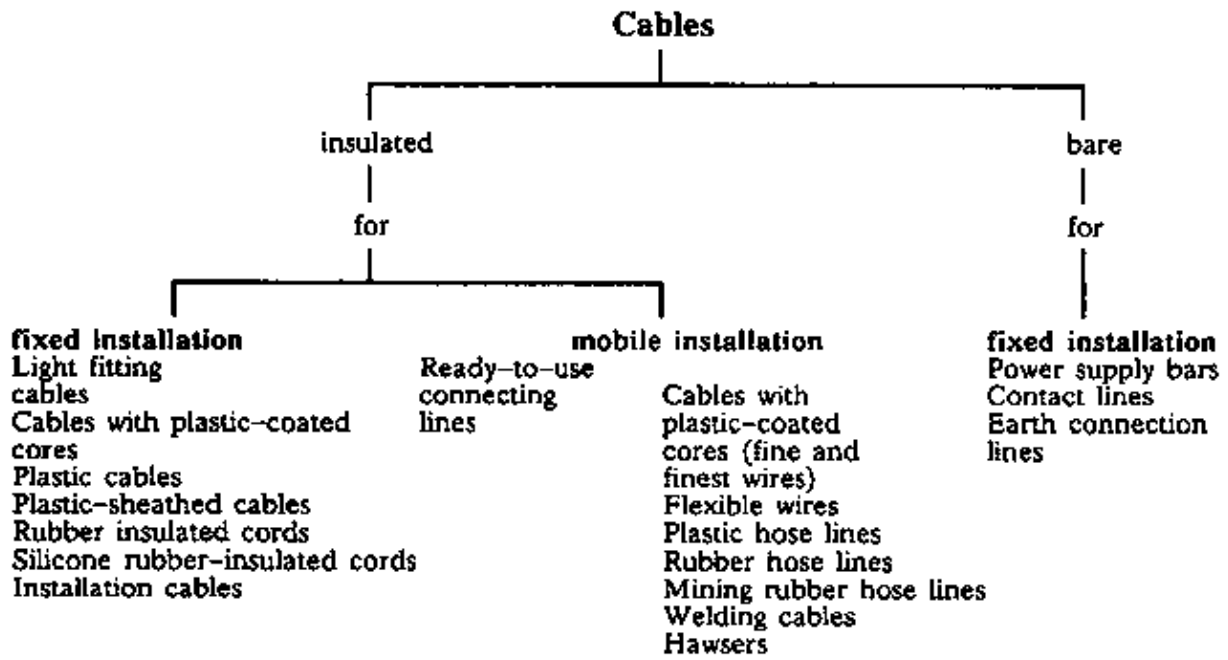 Cables
insulated
bare
for
for
fixed installation
Light fitting
cables
Cables with plastic-coated
cores
Plastic cables
Plastic-sheathed cables
Rubber insulated cords
Silicone rubber-insulated cords
Installation cables
mobile installation
Ready-to-use
connecting
lines
Cables with
plastic-coated
cores (fine and
finest wires)
Flexible wires
Plastic hose lines
Rubber hose lines
Mining rubber hose lines
Welding cables
Hawsers
fixed installation
Power supply bars
Contact lines
Earth connection
lines